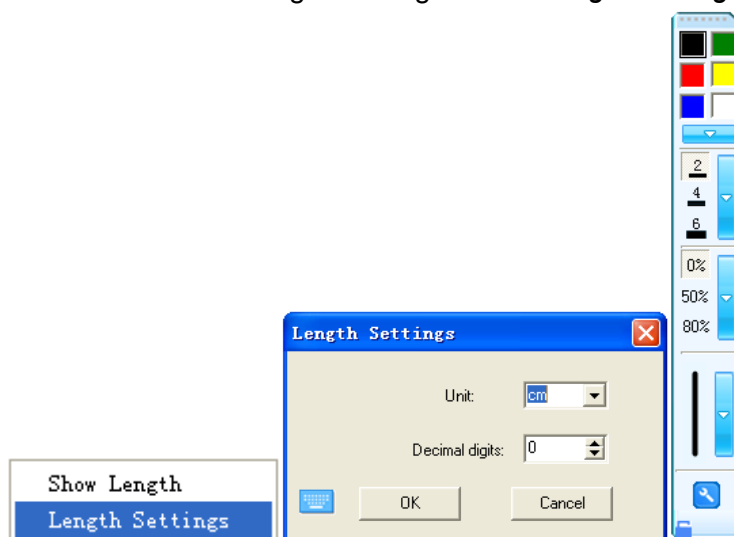 2
4
6
0%
50%
80%
Length Settings
Unit: cm
Decimal digits: 0
OK Cancel
Show Length
Length Settings